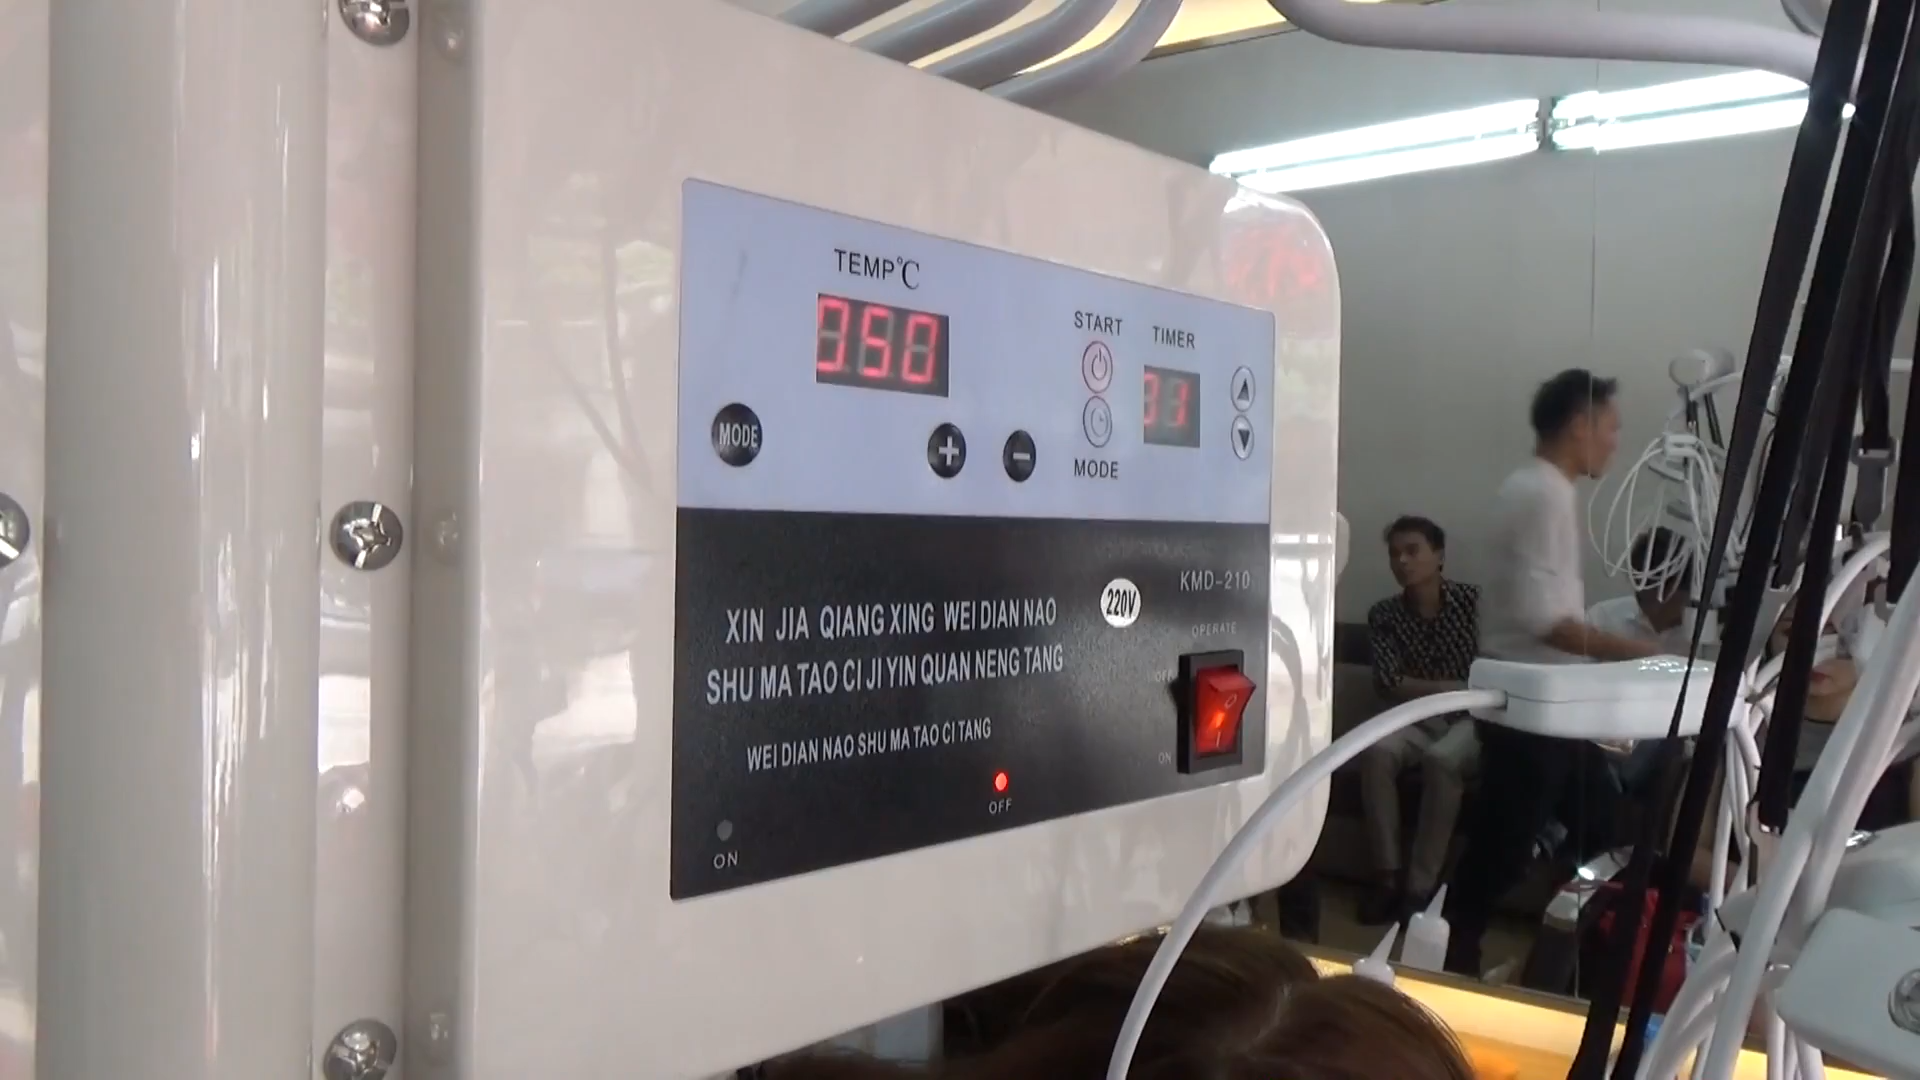 TEMP℃
050
START
TIMER
31
MODE
MODE
KMD-210
220V
XIN JIA QIANG XING WEI DIAN NAO
SHU MA TAO CI JI YIN QUAN NENG TANG
WEI DIAN NAO SHU MA TAO CI TANG
OPERATE
OFF
ON
OFF
ON